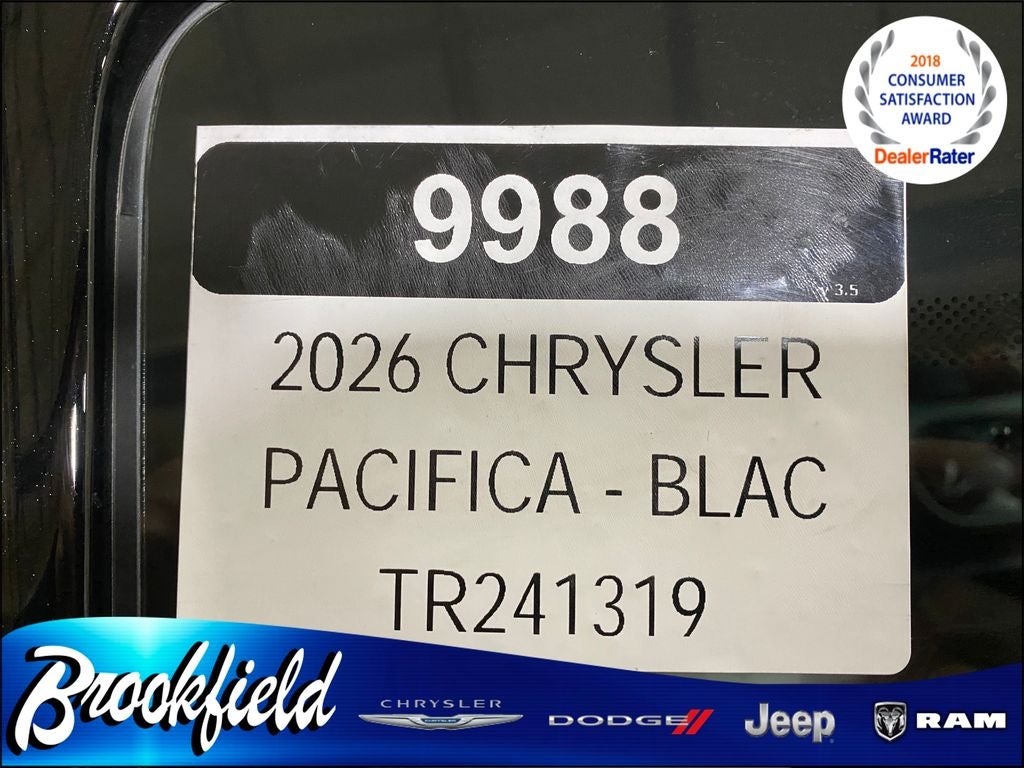 2018
CONSUMER
SATISFACTION
AWARD
DealerRater
9988
v 3.5
2026 CHRYSLER
PACIFICA - BLAC
TR241319
Brookfield
CHRYSLER
DODGE
Jeep
RAM